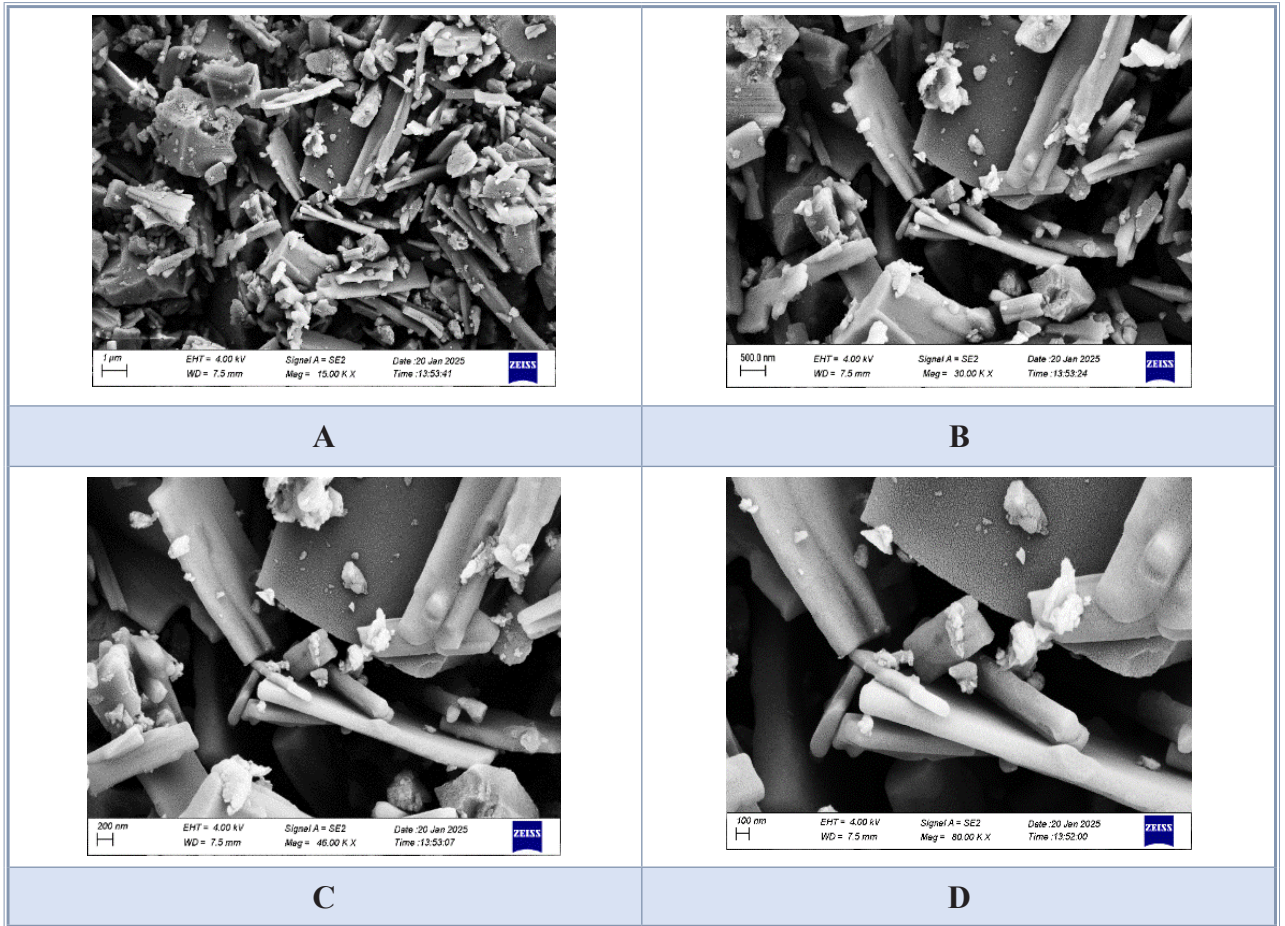 1 µm
EHT = 4.00 kV Signal A = SE2 Date :20 Jan 2025
WD = 7.5 mm Mag = 15.00 K X Time :13:53:41
ZEISS
500.0 nm
EHT = 4.00 kV Signal A = SE2 Date :20 Jan 2025
WD = 7.5 mm Mag = 30.00 K X Time :13:53:24
ZEISS
A
B
200 nm
EHT = 4.00 kV Signal A = SE2 Date :20 Jan 2025
WD = 7.5 mm Mag = 46.00 K X Time :13:53:07
ZEISS
100 nm
EHT = 4.00 kV Signal A = SE2 Date :20 Jan 2025
WD = 7.5 mm Mag = 80.00 K X Time :13:52:00
ZEISS
C
D